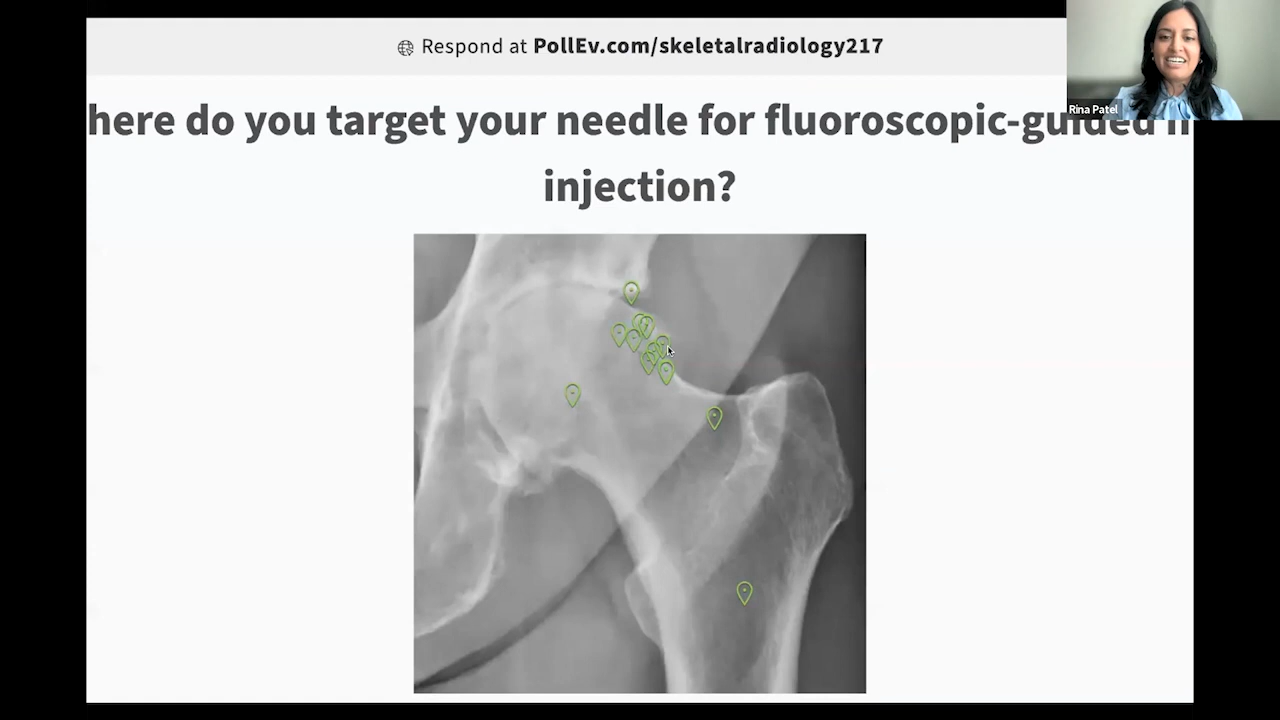 Respond at PollEv.com/skeletalradiology217
Rina Patel
here do you target your needle for fluoroscopic-guided
injection?